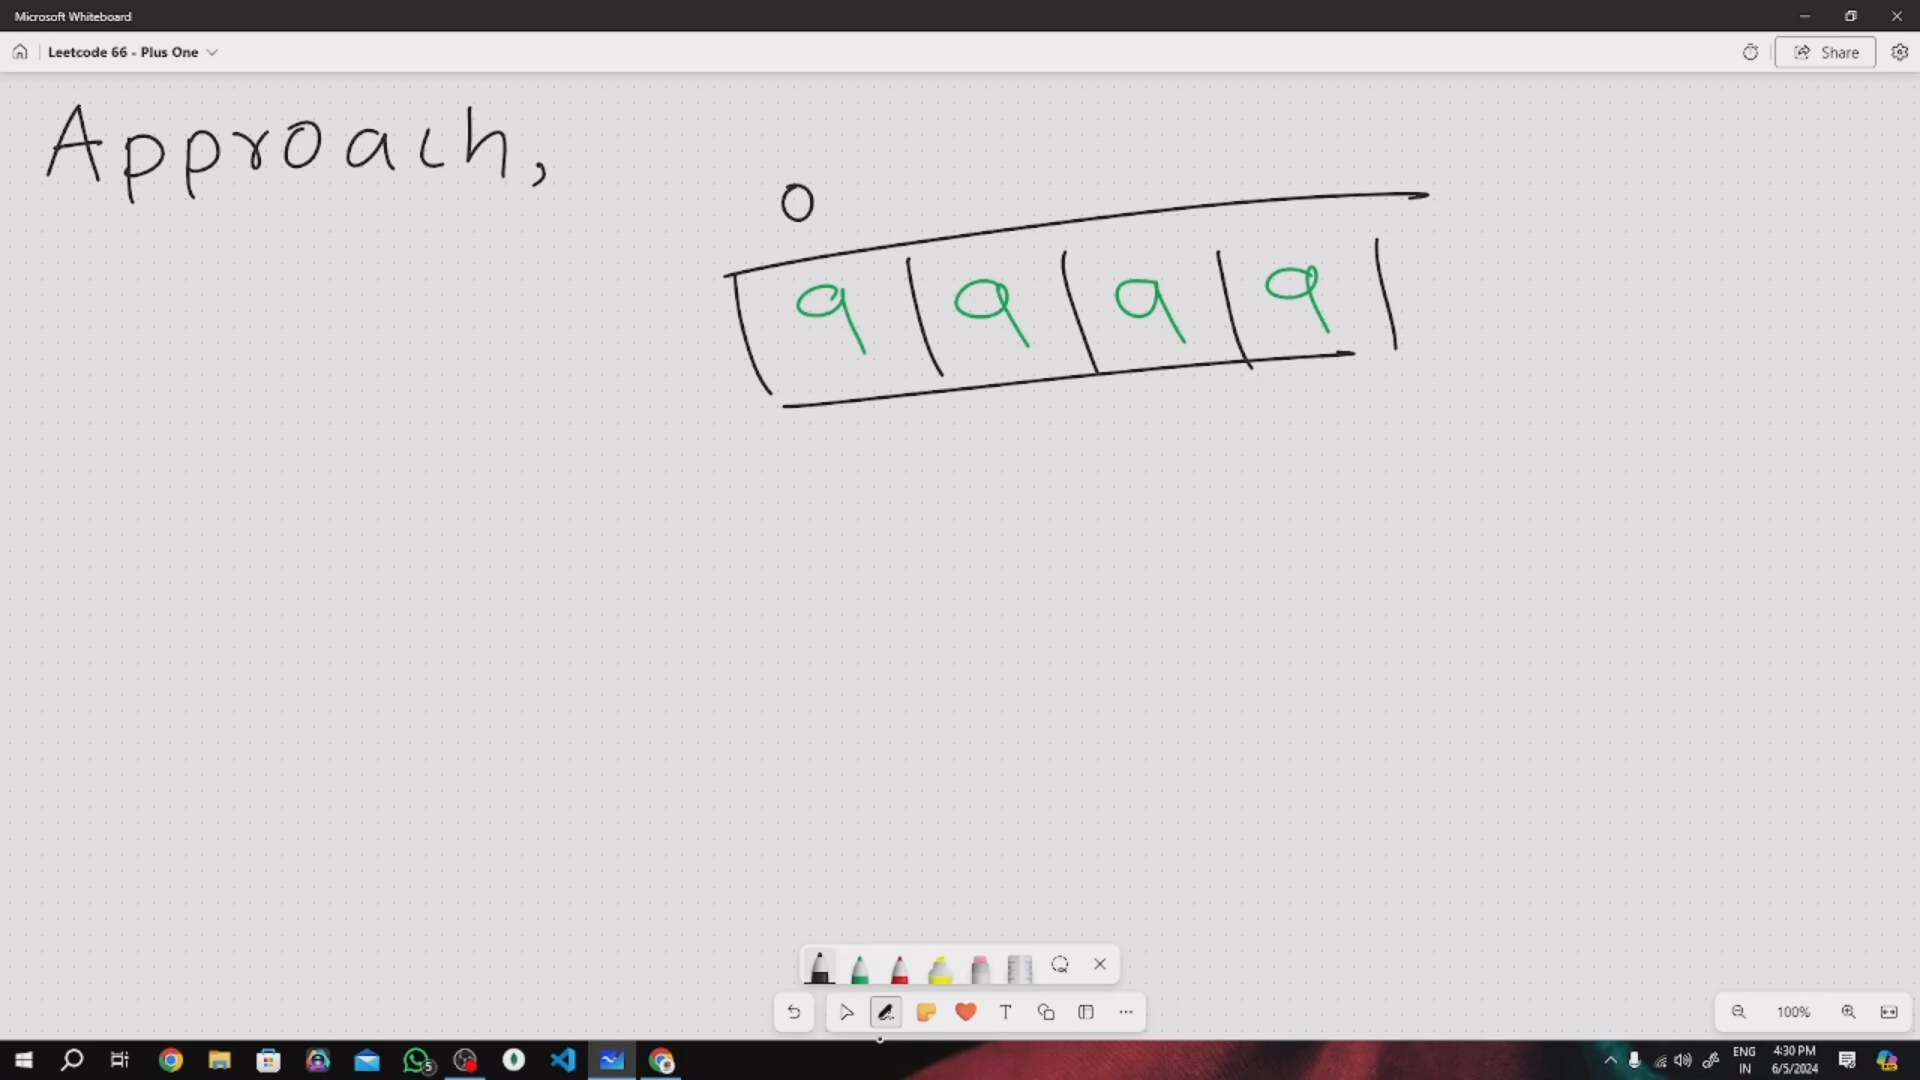 Microsoft Whiteboard
Leetcode 66 - Plus One
Share
Approach,
0
9 9 9 9
T
100%
5
ENG
IN
4:30 PM
6/5/2024